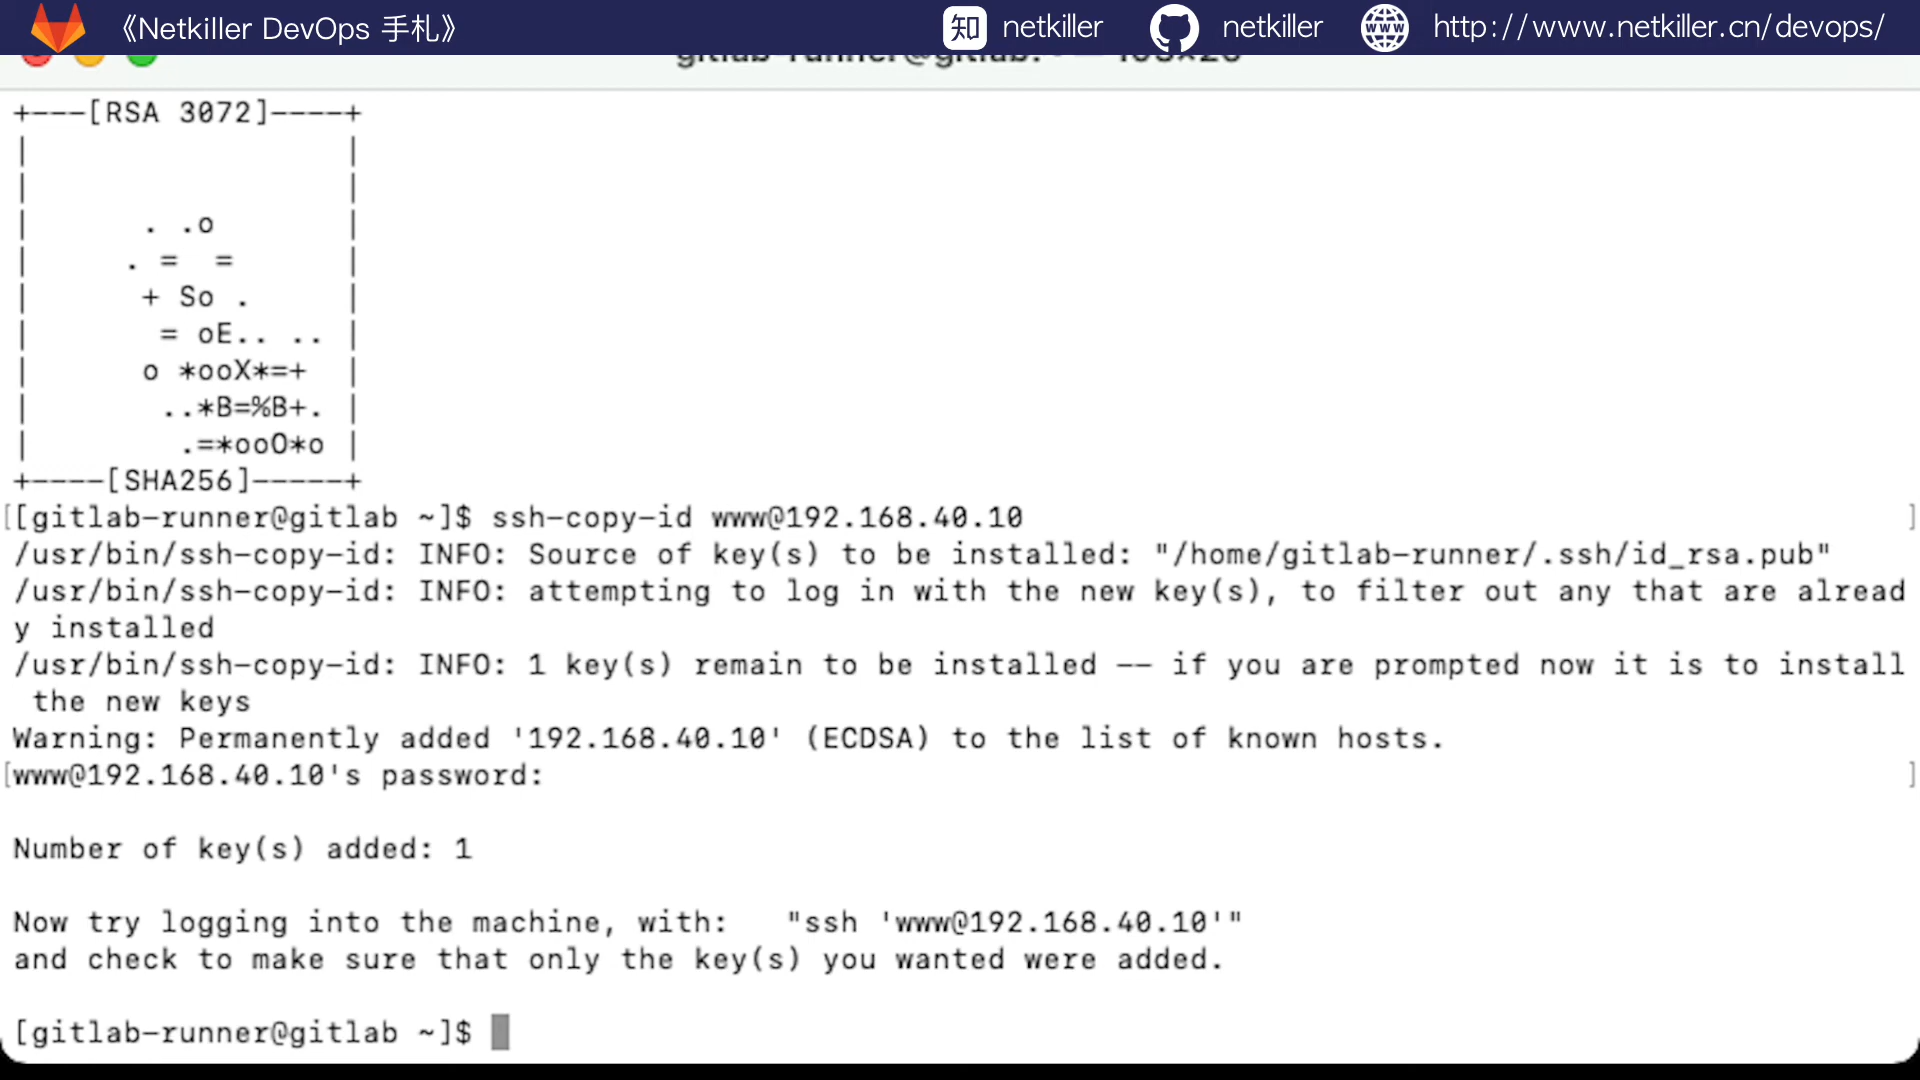 《Netkiller DevOps 手札》 知 netkiller netkiller www http://www.netkiller.cn/devops/
gitlab-runner@gitlab:
+---[RSA 3072]----+
|                 |
|                 |
|      . .o       |
|     . =  =      |
|      + So .     |
|       = oE.. .. |
|      o *ooX*=+  |
|       ..*B=%B+. |
|        .=*ooO*o |
+----[SHA256]-----+
[[gitlab-runner@gitlab ~]$ ssh-copy-id www@192.168.40.10 ]
/usr/bin/ssh-copy-id: INFO: Source of key(s) to be installed: "/home/gitlab-runner/.ssh/id_rsa.pub"
/usr/bin/ssh-copy-id: INFO: attempting to log in with the new key(s), to filter out any that are alread
y installed
/usr/bin/ssh-copy-id: INFO: 1 key(s) remain to be installed -- if you are prompted now it is to install
 the new keys
Warning: Permanently added '192.168.40.10' (ECDSA) to the list of known hosts.
[www@192.168.40.10's password: ]
Number of key(s) added: 1
Now try logging into the machine, with:   "ssh 'www@192.168.40.10'"
and check to make sure that only the key(s) you wanted were added.
[gitlab-runner@gitlab ~]$